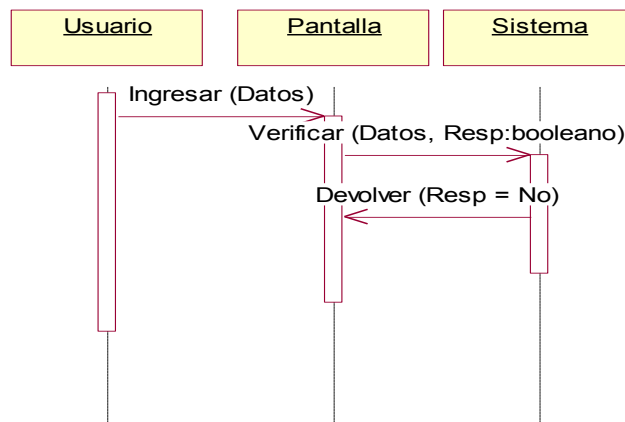 Usuario
Pantalla
Sistema
Ingresar (Datos)
Verificar (Datos, Resp:booleano)
Devolver (Resp = No)